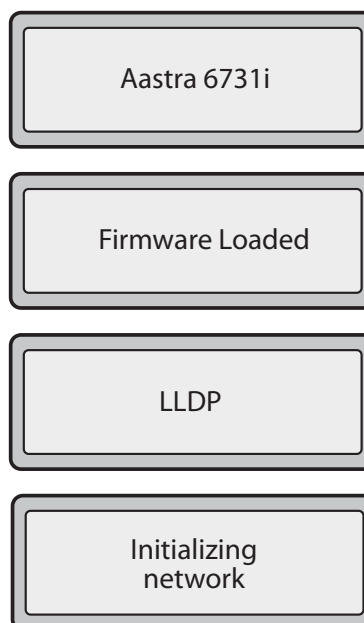 Aastra 6731i
Firmware Loaded
LLDP
Initializing
network